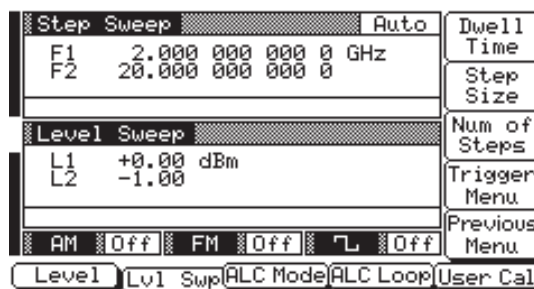 Step Sweep Auto
F1 2.000 000 000 0 GHz
F2 20.000 000 000 0
Level Sweep
L1 +0.00 dBm
L2 -1.00
AM Off FM Off Off
Dwell
Time
Step
Size
Num of
Steps
Trigger
Menu
Previous
Menu
Level Lvl Swp ALC Mode ALC Loop User Cal